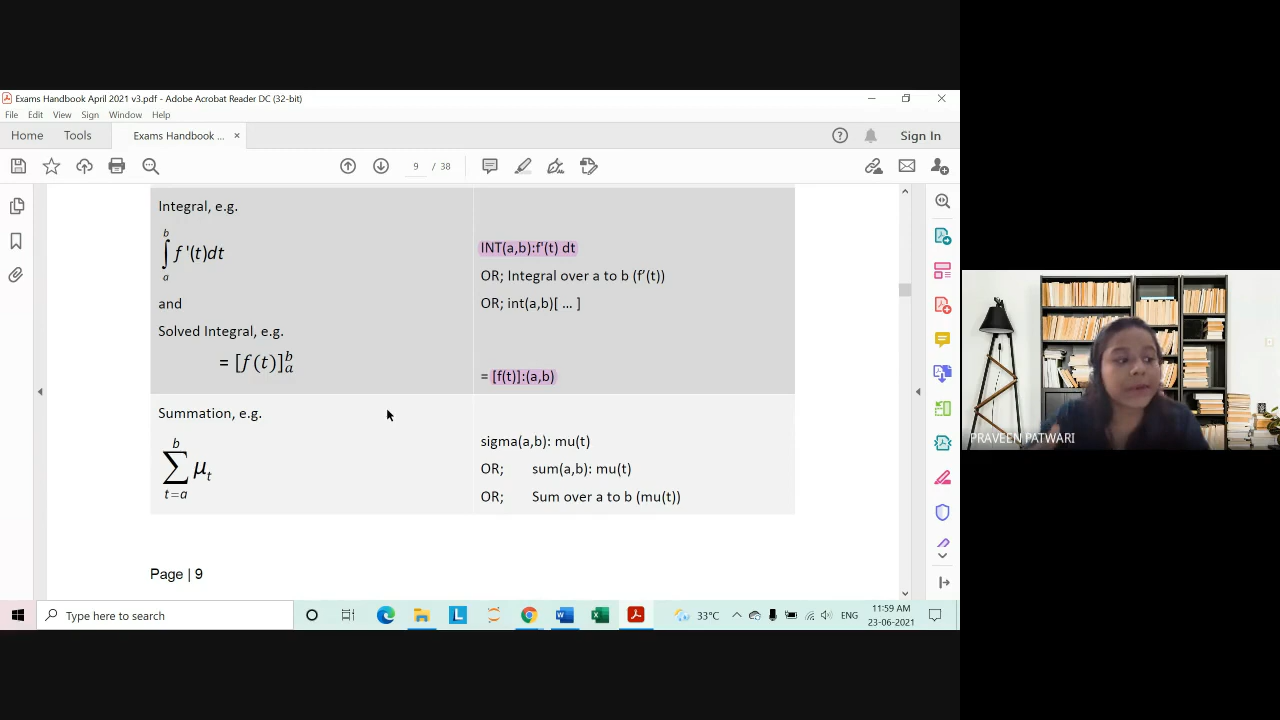 Exams Handbook April 2021 v3.pdf - Adobe Acrobat Reader DC (32-bit)
File Edit View Sign Window Help
Home Tools Exams Handbook ... × Sign In
9 / 38
Integral, e.g.
b
∫ f '(t)dt
a
INT(a,b):f'(t) dt
OR; Integral over a to b (f'(t))
and
OR; int(a,b)[ ... ]
Solved Integral, e.g.
= [f(t)]ᵇₐ
= [f(t)]:(a,b)
Summation, e.g.
b
∑ μₜ
t=a
sigma(a,b): mu(t)
OR; sum(a,b): mu(t)
OR; Sum over a to b (mu(t))
Page | 9
PRAVEEN PATWARI
Type here to search
33°C
ENG
11:59 AM
23-06-2021